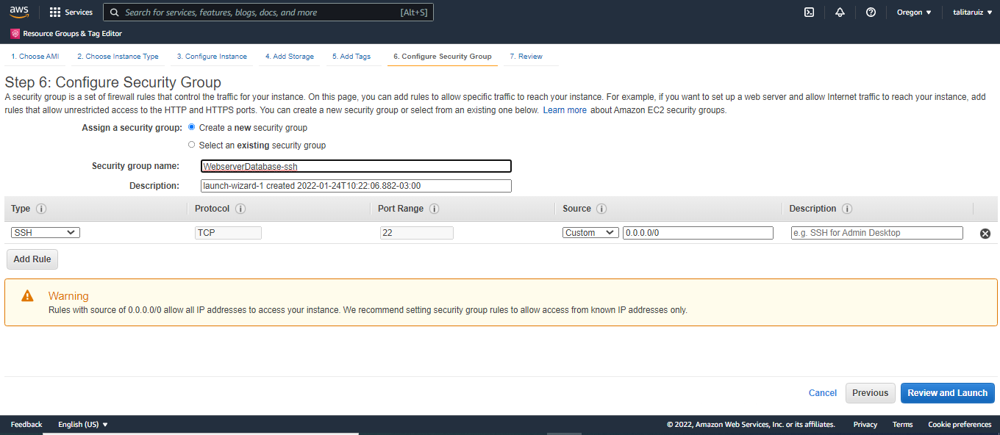 aws Services Search for services, features, blogs, docs, and more [Alt+S] Oregon talitaruiz
Resource Groups & Tag Editor
1. Choose AMI 2. Choose Instance Type 3. Configure Instance 4. Add Storage 5. Add Tags 6. Configure Security Group 7. Review
Step 6: Configure Security Group
A security group is a set of firewall rules that control the traffic for your instance. On this page, you can add rules to allow specific traffic to reach your instance. For example, if you want to set up a web server and allow Internet traffic to reach your instance, add
rules that allow unrestricted access to the HTTP and HTTPS ports. You can create a new security group or select from an existing one below. Learn more about Amazon EC2 security groups.
Assign a security group: Create a new security group
Select an existing security group
Security group name: WebserverDatabase-ssh
Description: launch-wizard-1 created 2022-01-24T10:22:06.882-03:00
Type Protocol Port Range Source Description
SSH TCP 22 Custom 0.0.0.0/0 e.g. SSH for Admin Desktop
Add Rule
Warning
Rules with source of 0.0.0.0/0 allow all IP addresses to access your instance. We recommend setting security group rules to allow access from known IP addresses only.
Cancel Previous Review and Launch
Feedback English (US) © 2022, Amazon Web Services, Inc. or its affiliates. Privacy Terms Cookie preferences